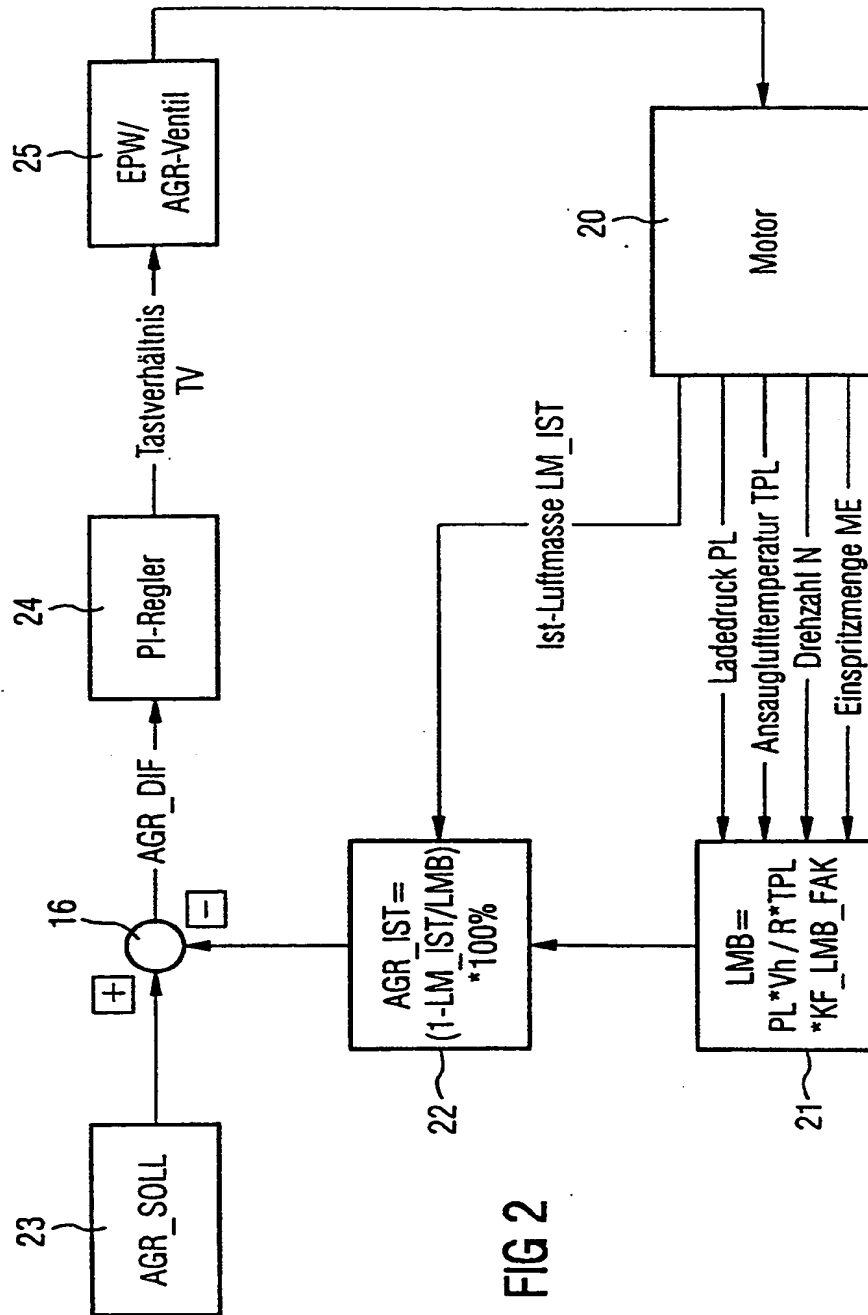 23
AGR_SOLL
+
16
−
AGR_DIF
24
PI-Regler
Tastverhältnis
TV
25
EPW/
AGR-Ventil
22
AGR_IST=
(1-LM_IST/LMB)
*100%
Ist-Luftmasse LM_IST
20
Motor
21
LMB=
PL*Vh / R*TPL
*KF_LMB_FAK
Ladedruck PL
Ansauglufttemperatur TPL
Drehzahl N
Einspritzmenge ME
FIG 2